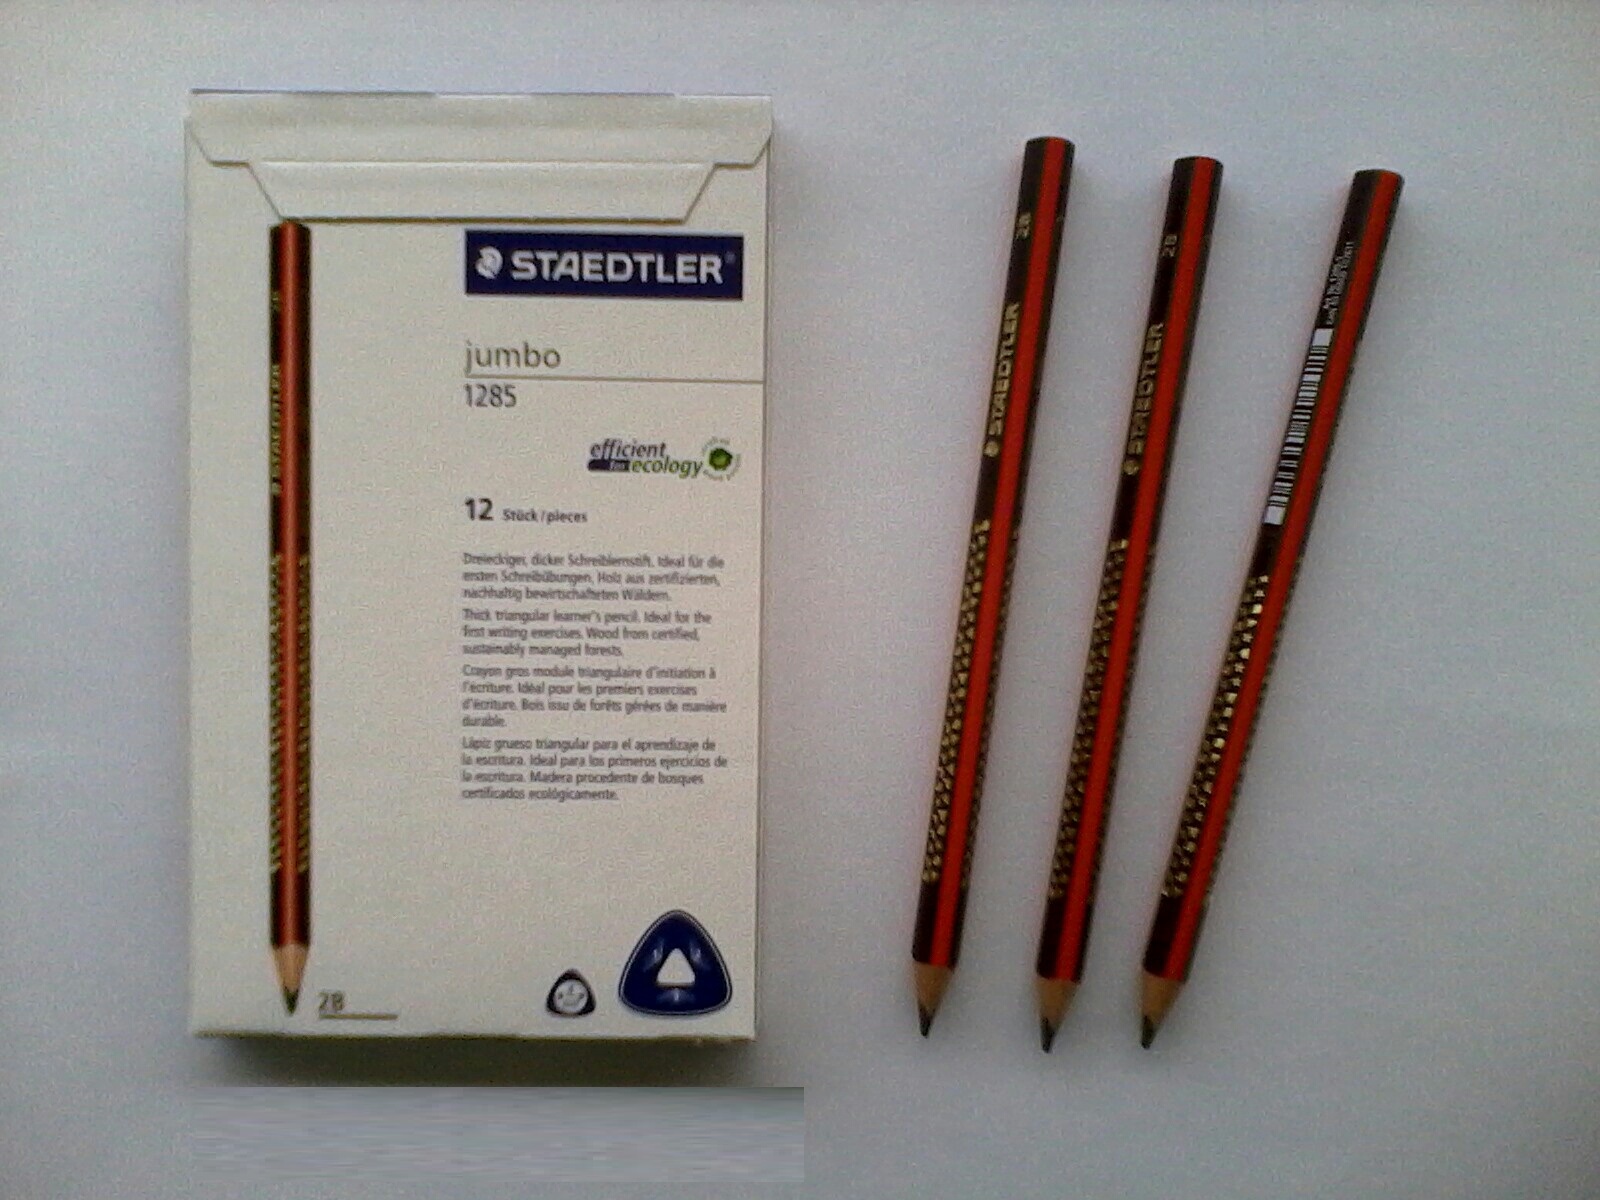 STAEDTLER
jumbo
1285
efficient
for ecology
12 Stück/pieces
Dreieckiger, dicker Schreiblernstift. Ideal für die
ersten Schreibübungen. Holz aus zertifizierten,
nachhaltig bewirtschafteten Wäldern.
Thick triangular learner's pencil. Ideal for the
first writing exercises. Wood from certified,
sustainably managed forests.
Crayon gros module triangulaire d'initiation à
l'écriture. Idéal pour les premiers exercices
d'écriture. Bois issu de forêts gérées de manière
durable.
Lápiz grueso triangular para el aprendizaje de
la escritura. Ideal para los primeros ejercicios de
la escritura. Madera procedente de bosques
certificados ecológicamente.
2B
STAEDTLER
STAEDTLER 2B
STAEDTLER 2B